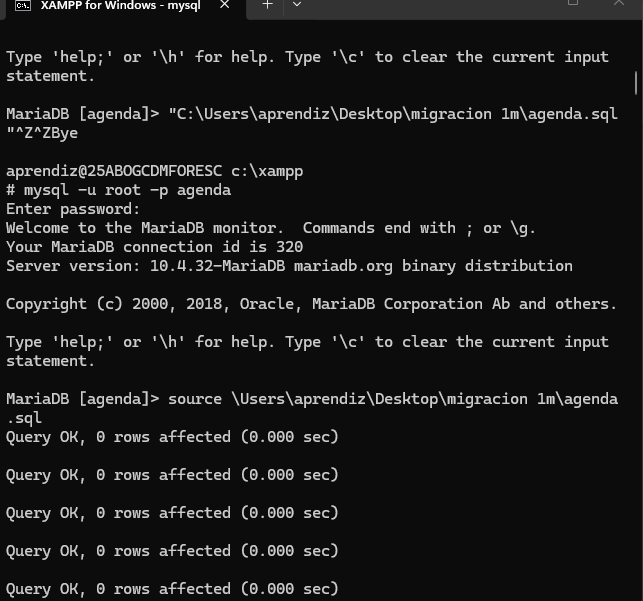 XAMPP for Windows - mysql
Type 'help;' or '\h' for help. Type '\c' to clear the current input
statement.
MariaDB [agenda]> "C:\Users\aprendiz\Desktop\migracion 1m\agenda.sql
"^Z^ZBye
aprendiz@25ABOGCDMFORESC c:\xampp
# mysql -u root -p agenda
Enter password:
Welcome to the MariaDB monitor.  Commands end with ; or \g.
Your MariaDB connection id is 320
Server version: 10.4.32-MariaDB mariadb.org binary distribution
Copyright (c) 2000, 2018, Oracle, MariaDB Corporation Ab and others.
Type 'help;' or '\h' for help. Type '\c' to clear the current input
statement.
MariaDB [agenda]> source \Users\aprendiz\Desktop\migracion 1m\agenda
.sql
Query OK, 0 rows affected (0.000 sec)
Query OK, 0 rows affected (0.000 sec)
Query OK, 0 rows affected (0.000 sec)
Query OK, 0 rows affected (0.000 sec)
Query OK, 0 rows affected (0.000 sec)